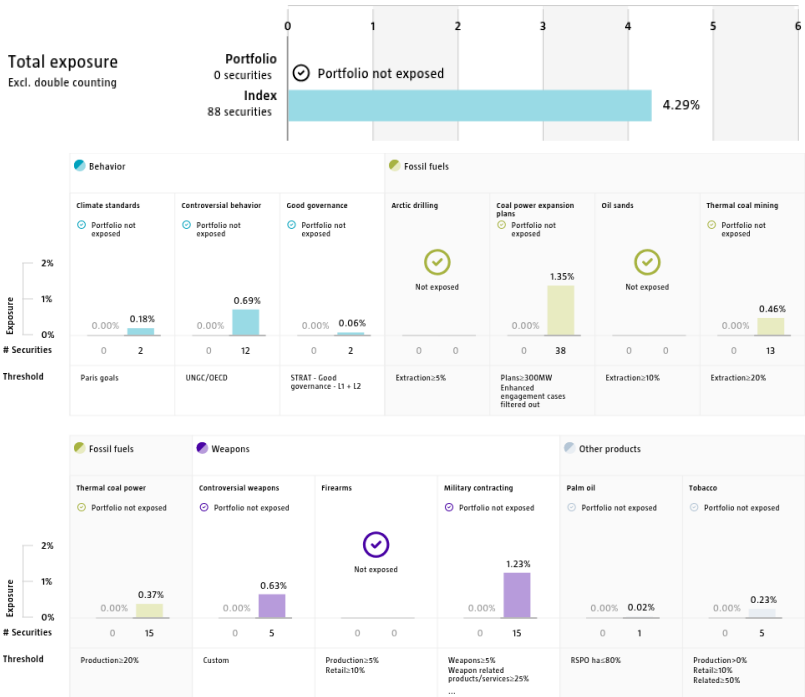 0 1 2 3 4 5 6
Total exposure
Excl. double counting
Portfolio
0 securities
Portfolio not exposed
Index
88 securities
4.29%
Behavior
Fossil fuels
Climate standards
Portfolio not
exposed
Controversial behavior
Portfolio not
exposed
Good governance
Portfolio not
exposed
Arctic drilling
Not exposed
Coal power expansion
plans
Portfolio not
exposed
Oil sands
Not exposed
Thermal coal mining
Portfolio not
exposed
Exposure
2%
1%
0%
0.00% 0.18%
0.00% 0.69%
0.00% 0.06%
0.00% 1.35%
0.00% 0.46%
# Securities 0 2 0 12 0 2 0 0 0 38 0 0 0 13
Threshold
Paris goals
UNGC/OECD
STRAT - Good
governance - L1 + L2
Extraction≥5%
Plans≥300MW
Enhanced
engagement cases
filtered out
Extraction≥10%
Extraction≥20%
Fossil fuels
Weapons
Other products
Thermal coal power
Portfolio not exposed
Controversial weapons
Portfolio not exposed
Firearms
Not exposed
Military contracting
Portfolio not exposed
Palm oil
Portfolio not exposed
Tobacco
Portfolio not exposed
Exposure
2%
1%
0%
0.00% 0.37%
0.00% 0.63%
0.00% 1.23%
0.00% 0.02%
0.00% 0.23%
# Securities 0 15 0 5 0 0 0 15 0 1 0 5
Threshold
Production≥20%
Custom
Production≥5%
Retail≥10%
Weapons≥5%
Weapon related
products/services≥25%
...
RSPO ha≤80%
Production>0%
Retail≥10%
Related≥50%